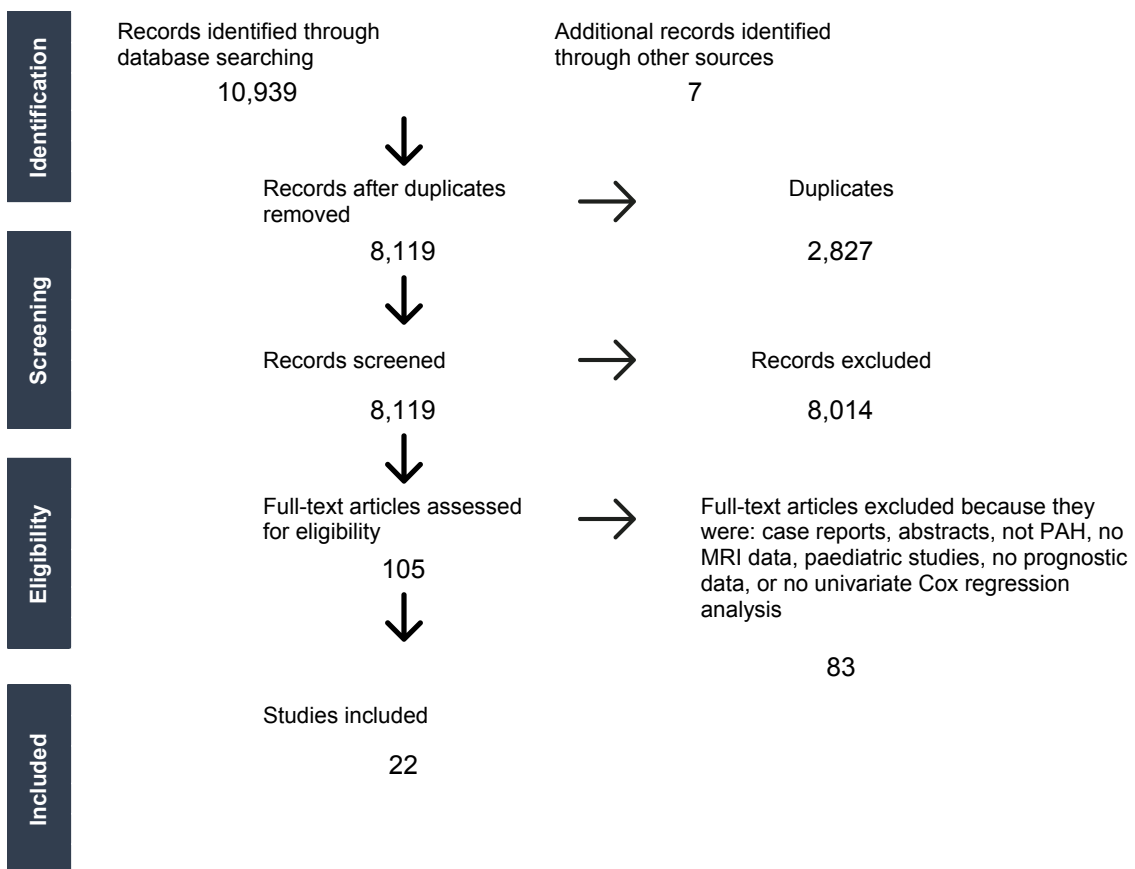 Identification
Records identified through
database searching
10,939
Additional records identified
through other sources
7
Records after duplicates
removed
8,119
Duplicates
2,827
Screening
Records screened
8,119
Records excluded
8,014
Eligibility
Full-text articles assessed
for eligibility
105
Full-text articles excluded because they
were: case reports, abstracts, not PAH, no
MRI data, paediatric studies, no prognostic
data, or no univariate Cox regression
analysis
83
Included
Studies included
22